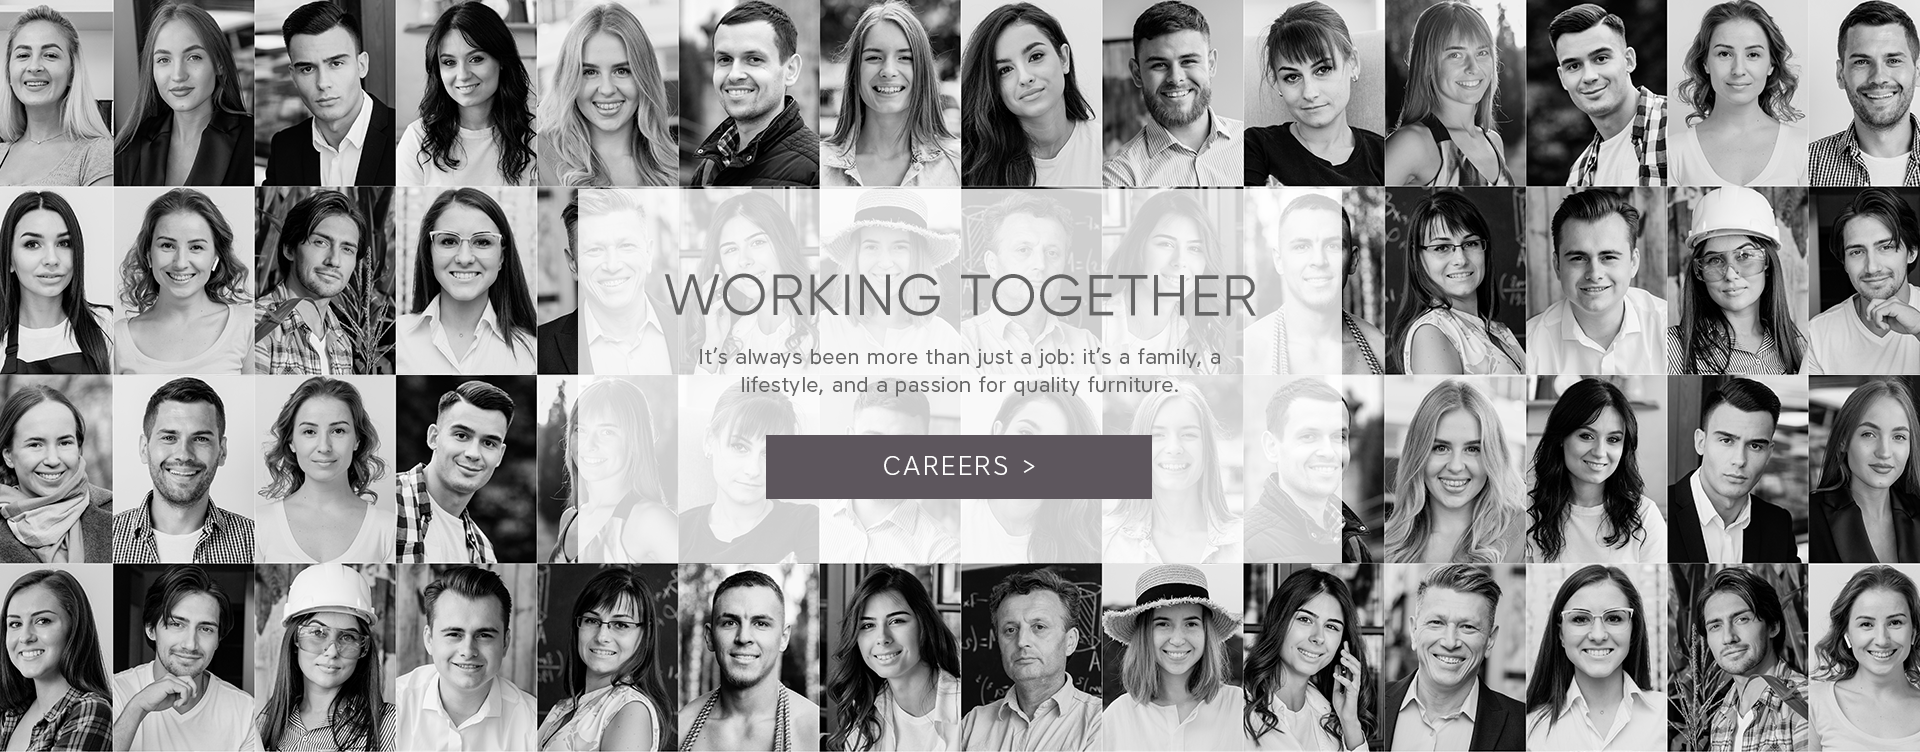 WORKING TOGETHER
It's always been more than just a job: it's a family, a
lifestyle, and a passion for quality furniture.
CAREERS >